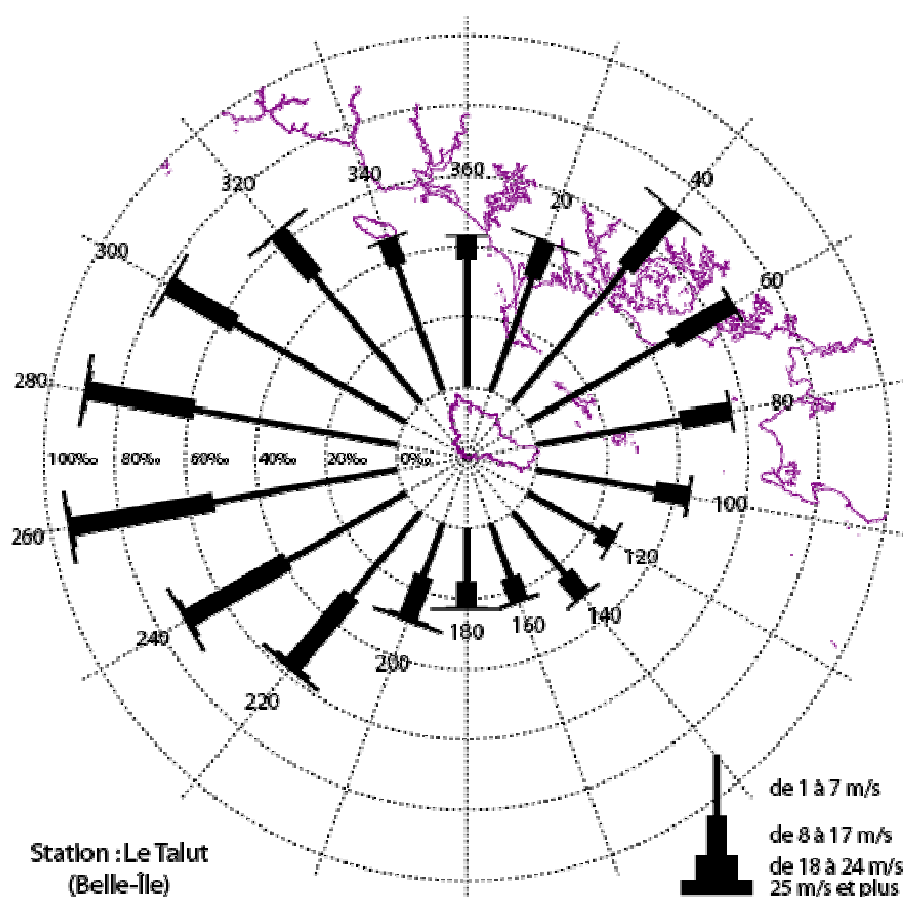 360
340
20
320
40
300
60
280
80
100‰ 80‰ 60‰ 40‰ 20‰ 0‰
100
260
120
140
240
160
180
200
220
de 1 à 7 m/s
de 8 à 17 m/s
de 18 à 24 m/s
25 m/s et plus
Station : Le Talut
(Belle-Île)